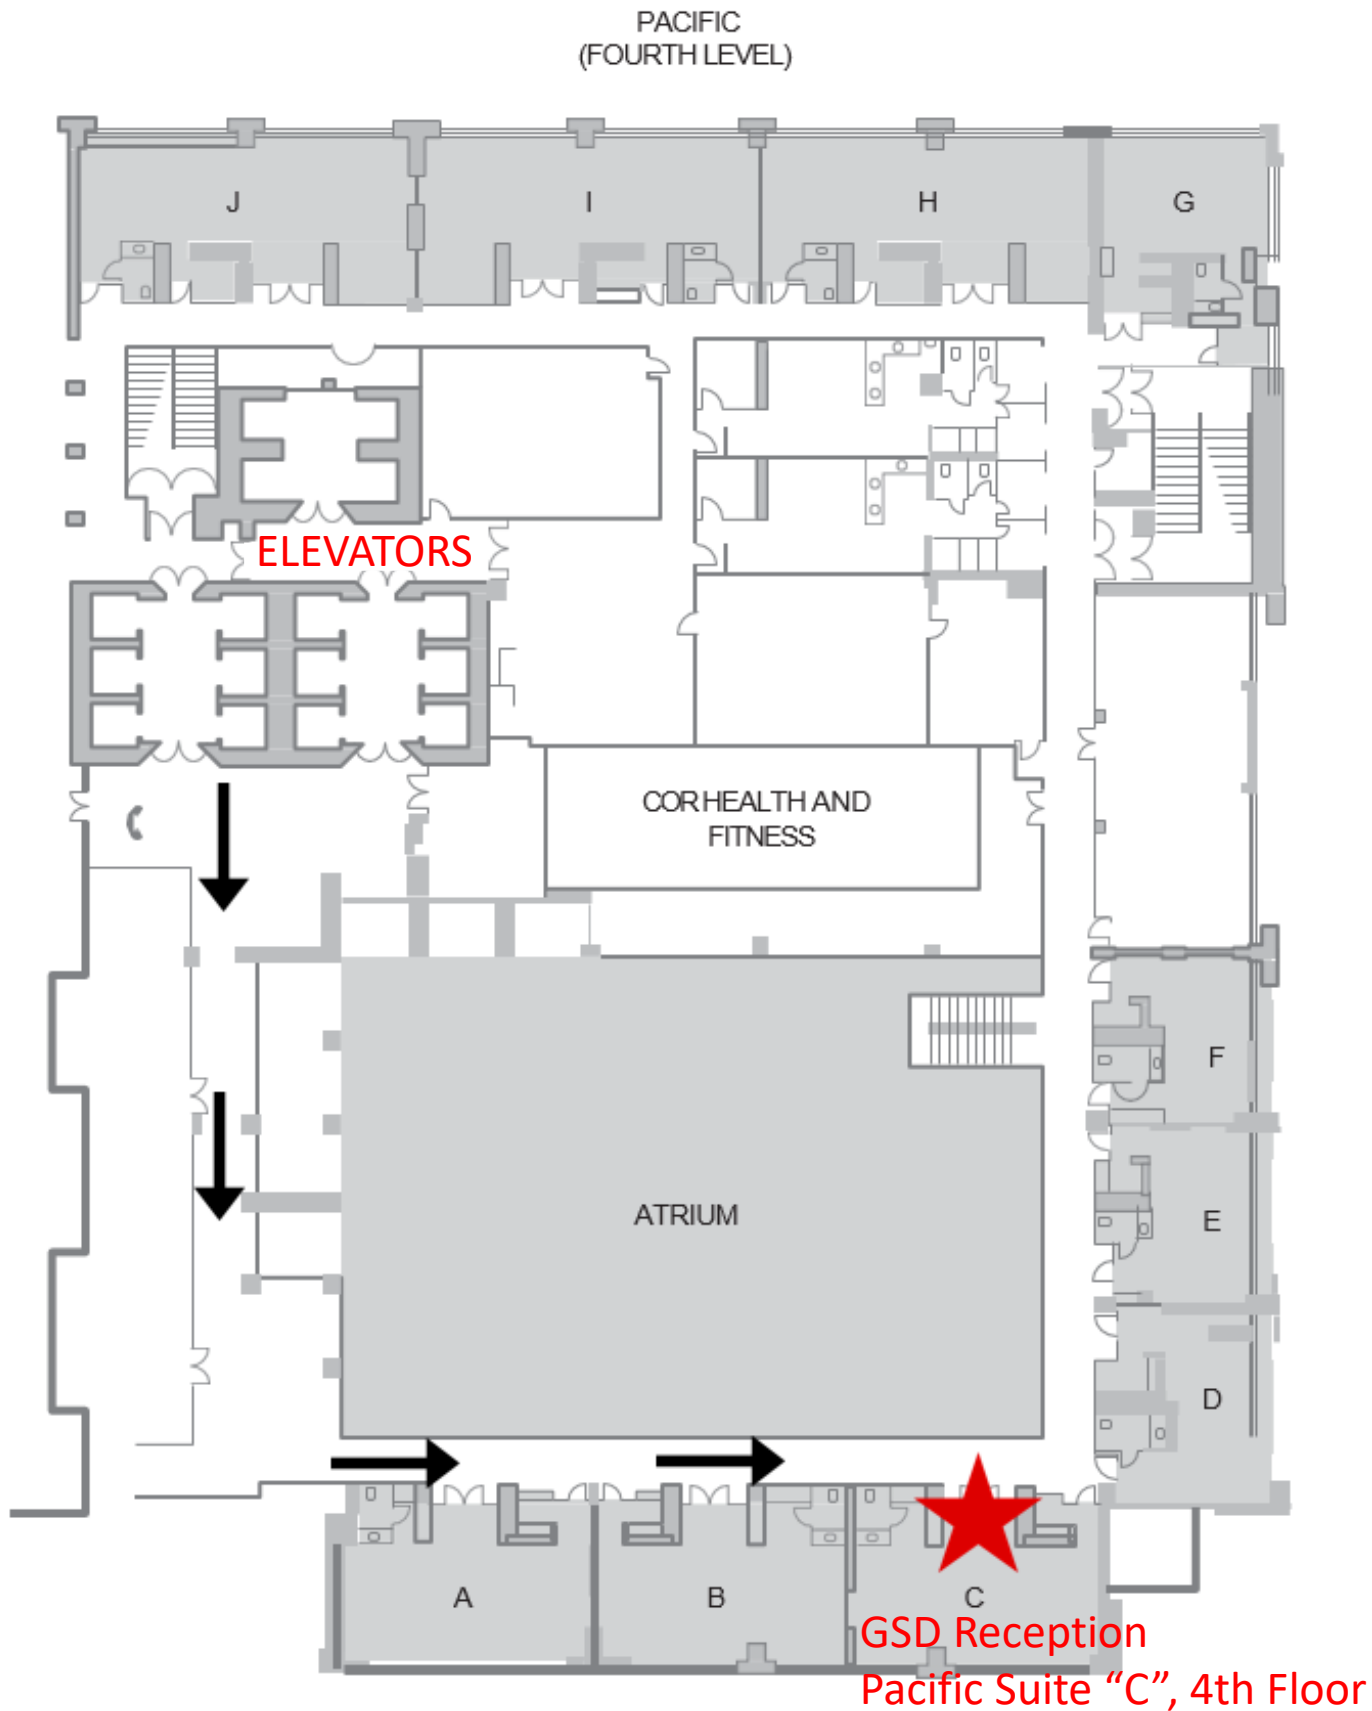 PACIFIC
(FOURTH LEVEL)
J
I
H
G
ELEVATORS
COR HEALTH AND
FITNESS
F
ATRIUM
E
D
A
B
C
GSD Reception
Pacific Suite “C”, 4th Floor